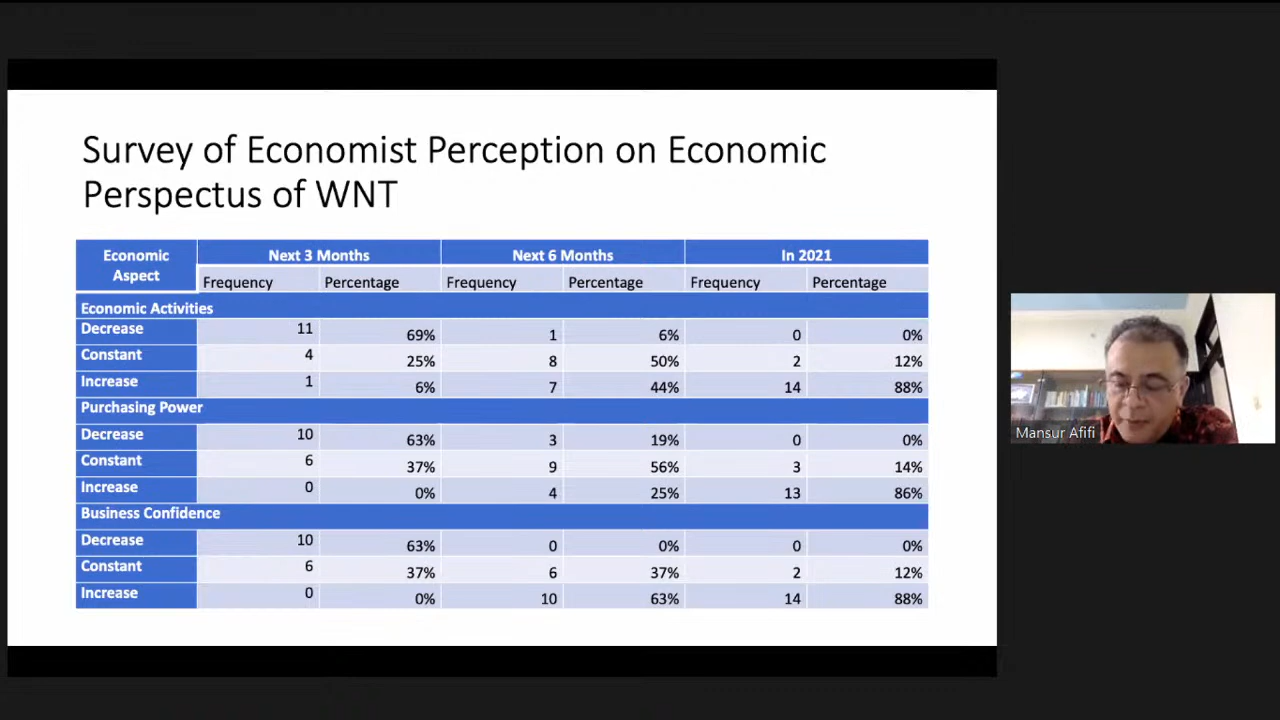 Survey of Economist Perception on Economic
Perspectus of WNT
Economic Aspect Next 3 Months Next 6 Months In 2021
Frequency Percentage Frequency Percentage Frequency Percentage
Economic Activities
Decrease 11 69% 1 6% 0 0%
Constant 4 25% 8 50% 2 12%
Increase 1 6% 7 44% 14 88%
Purchasing Power
Decrease 10 63% 3 19% 0 0%
Constant 6 37% 9 56% 3 14%
Increase 0 0% 4 25% 13 86%
Business Confidence
Decrease 10 63% 0 0% 0 0%
Constant 6 37% 6 37% 2 12%
Increase 0 0% 10 63% 14 88%
Mansur Afifi